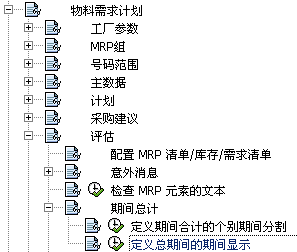 物料需求计划
工厂参数
MRP组
号码范围
主数据
计划
采购建议
评估
配置 MRP 清单/库存/需求清单
意外消息
检查 MRP 元素的文本
期间总计
定义期间合计的个别期间分割
定义总期间的期间显示